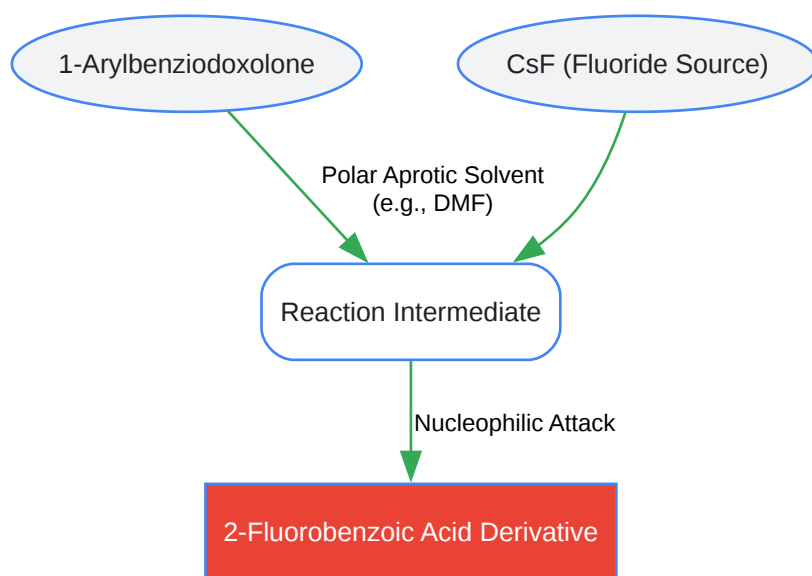 1-Arylbenziodoxolone
CsF (Fluoride Source)
Polar Aprotic Solvent
(e.g., DMF)
Reaction Intermediate
Nucleophilic Attack
2-Fluorobenzoic Acid Derivative